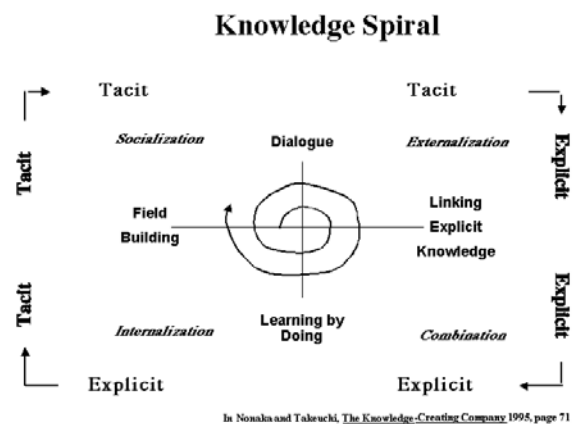 Knowledge Spiral
Tacit
Tacit
Socialization
Dialogue
Externalization
Tacit
Explicit
Field
Building
Linking
Explicit
Knowledge
Tacit
Explicit
Internalization
Learning by
Doing
Combination
Explicit
Explicit
In Nonaka and Takeuchi, The Knowledge-Creating Company 1995, page 71